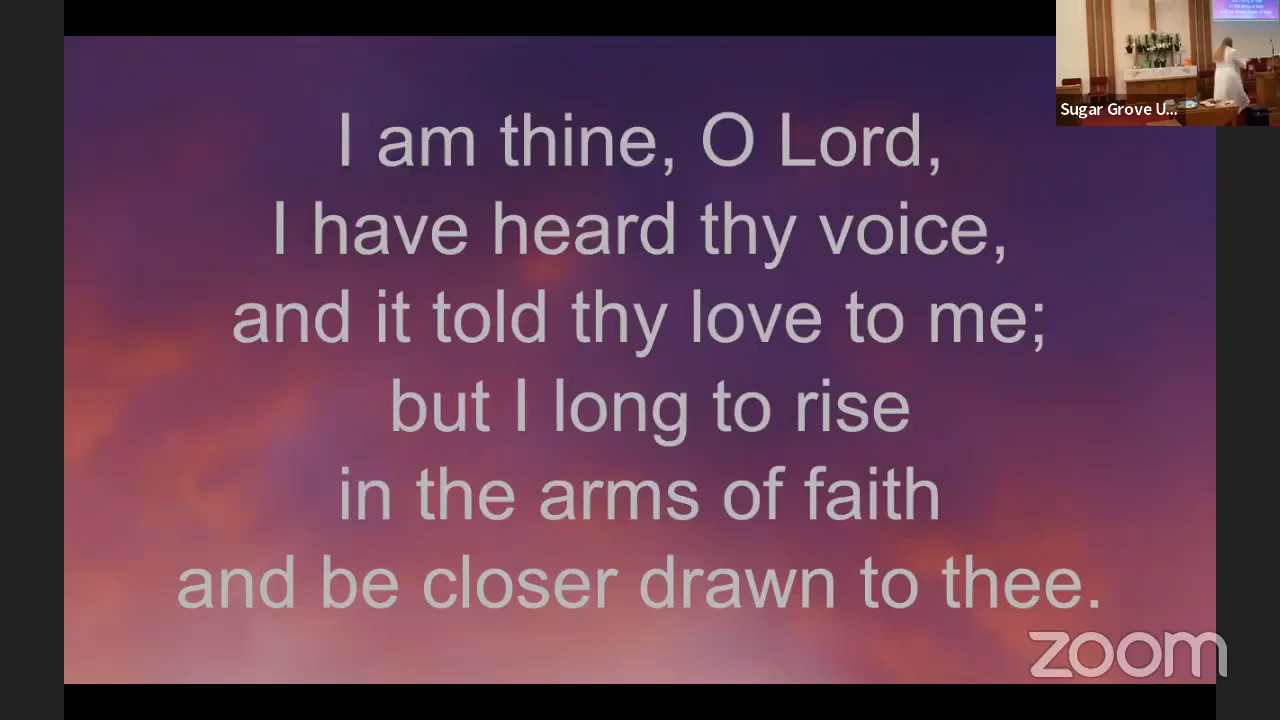 I am thine, O Lord,
I have heard thy voice,
and it told thy love to me;
but I long to rise
in the arms of faith
and be closer drawn to thee.
Sugar Grove U...
zoom